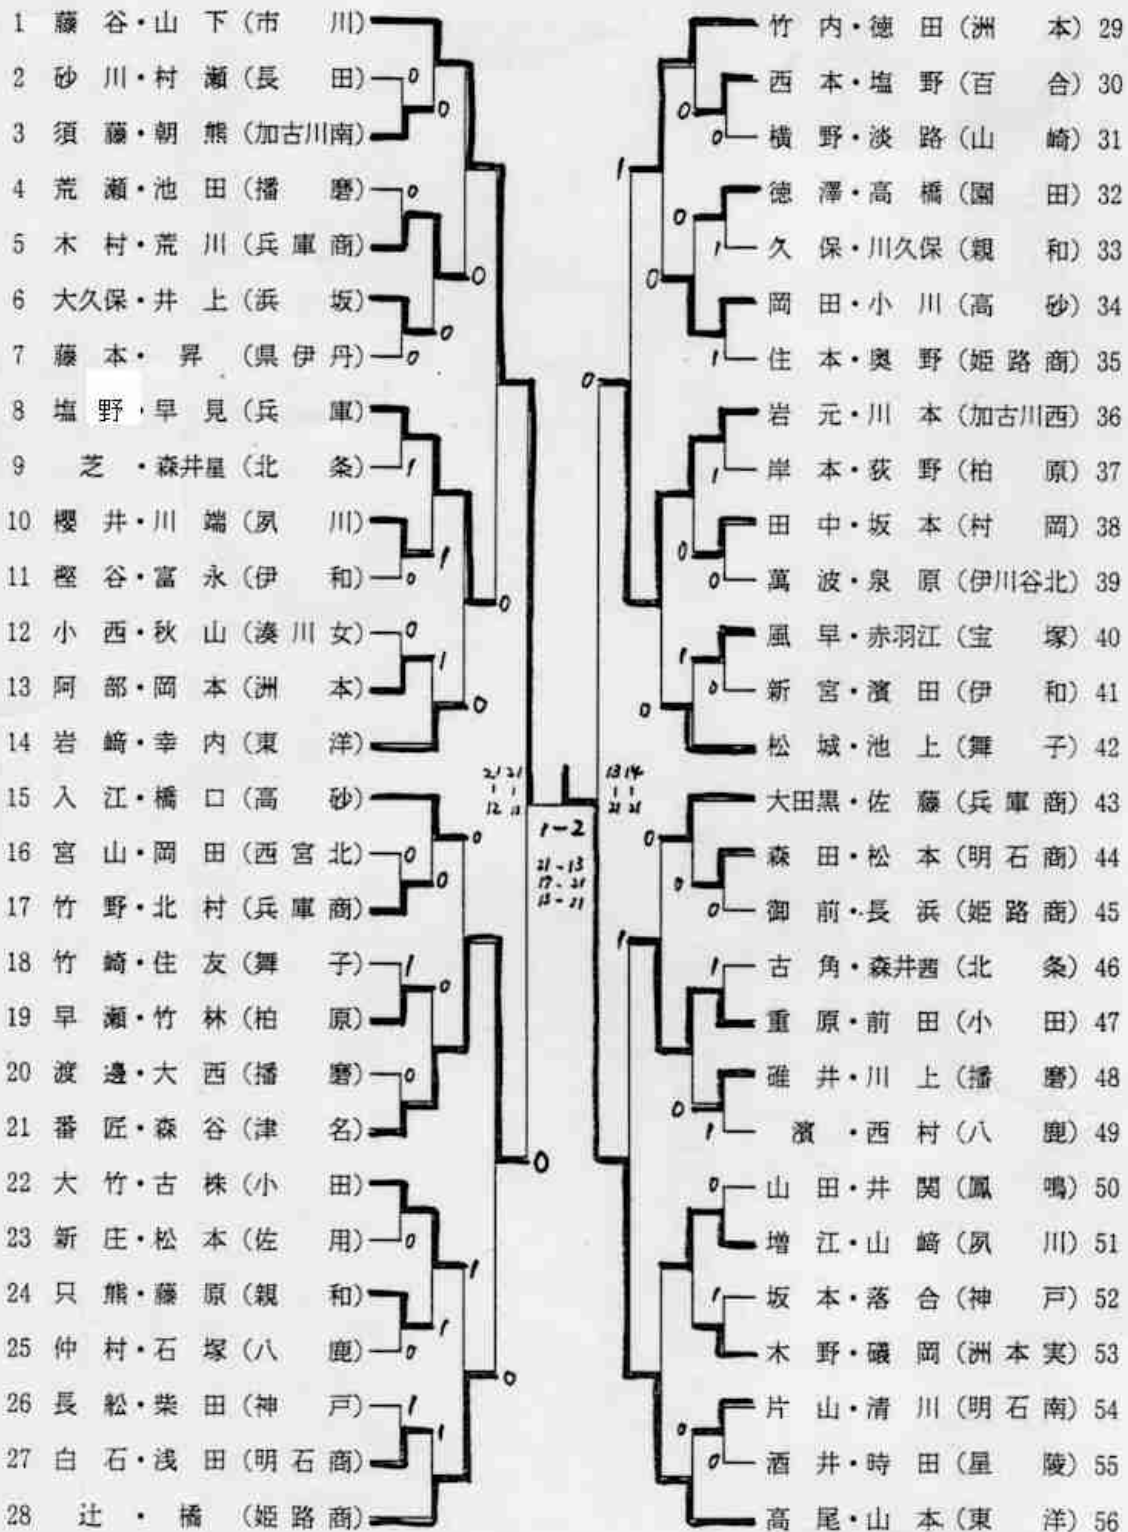 1 藤谷・山下(市川)
2 砂川・村瀬(長田)
3 須藤・朝熊(加古川南)
4 荒瀬・池田(播磨)
5 木村・荒川(兵庫商)
6 大久保・井上(浜坂)
7 藤本・昇(県伊丹)
8 塩野・早見(兵庫)
9 芝・森井星(北条)
10 櫻井・川端(夙川)
11 樫谷・富永(伊和)
12 小西・秋山(湊川女)
13 阿部・岡本(洲本)
14 岩﨑・幸内(東洋)
15 入江・橋口(高砂)
16 宮山・岡田(西宮北)
17 竹野・北村(兵庫商)
18 竹崎・住友(舞子)
19 早瀬・竹林(柏原)
20 渡邊・大西(播磨)
21 番匠・森谷(津名)
22 大竹・古株(小田)
23 新庄・松本(佐用)
24 只熊・藤原(親和)
25 仲村・石塚(八鹿)
26 長舩・柴田(神戸)
27 白石・浅田(明石商)
28 辻・橋(姫路商)
1-2
21-13
17-21
竹内・徳田(洲本) 29
西本・塩野(百合) 30
横野・淡路(山崎) 31
徳澤・高橋(園田) 32
久保・川久保(親和) 33
岡田・小川(高砂) 34
住本・奥野(姫路商) 35
岩元・川本(加古川西) 36
岸本・荻野(柏原) 37
田中・坂本(村岡) 38
萬波・泉原(伊川谷北) 39
風早・赤羽江(宝塚) 40
新宮・濱田(伊和) 41
松城・池上(舞子) 42
大田黒・佐藤(兵庫商) 43
森田・松本(明石商) 44
御前・長浜(姫路商) 45
古角・森井茜(北条) 46
重原・前田(小田) 47
碓井・川上(播磨) 48
濱・西村(八鹿) 49
山田・井関(鳳鳴) 50
増江・山﨑(夙川) 51
坂本・落合(神戸) 52
木野・礒岡(洲本実) 53
片山・清川(明石南) 54
酒井・時田(星陵) 55
高尾・山本(東洋) 56